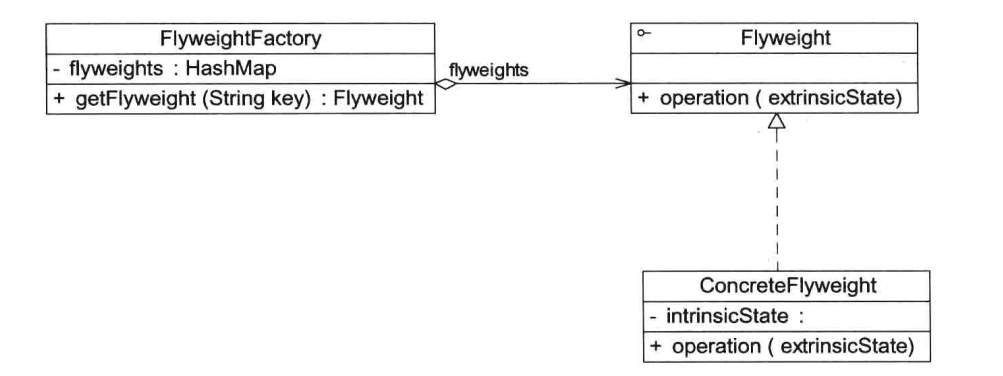 FlyweightFactory
- flyweights : HashMap
+ getFlyweight (String key) : Flyweight
flyweights
Flyweight
+ operation ( extrinsicState)
ConcreteFlyweight
- intrinsicState :
+ operation ( extrinsicState)